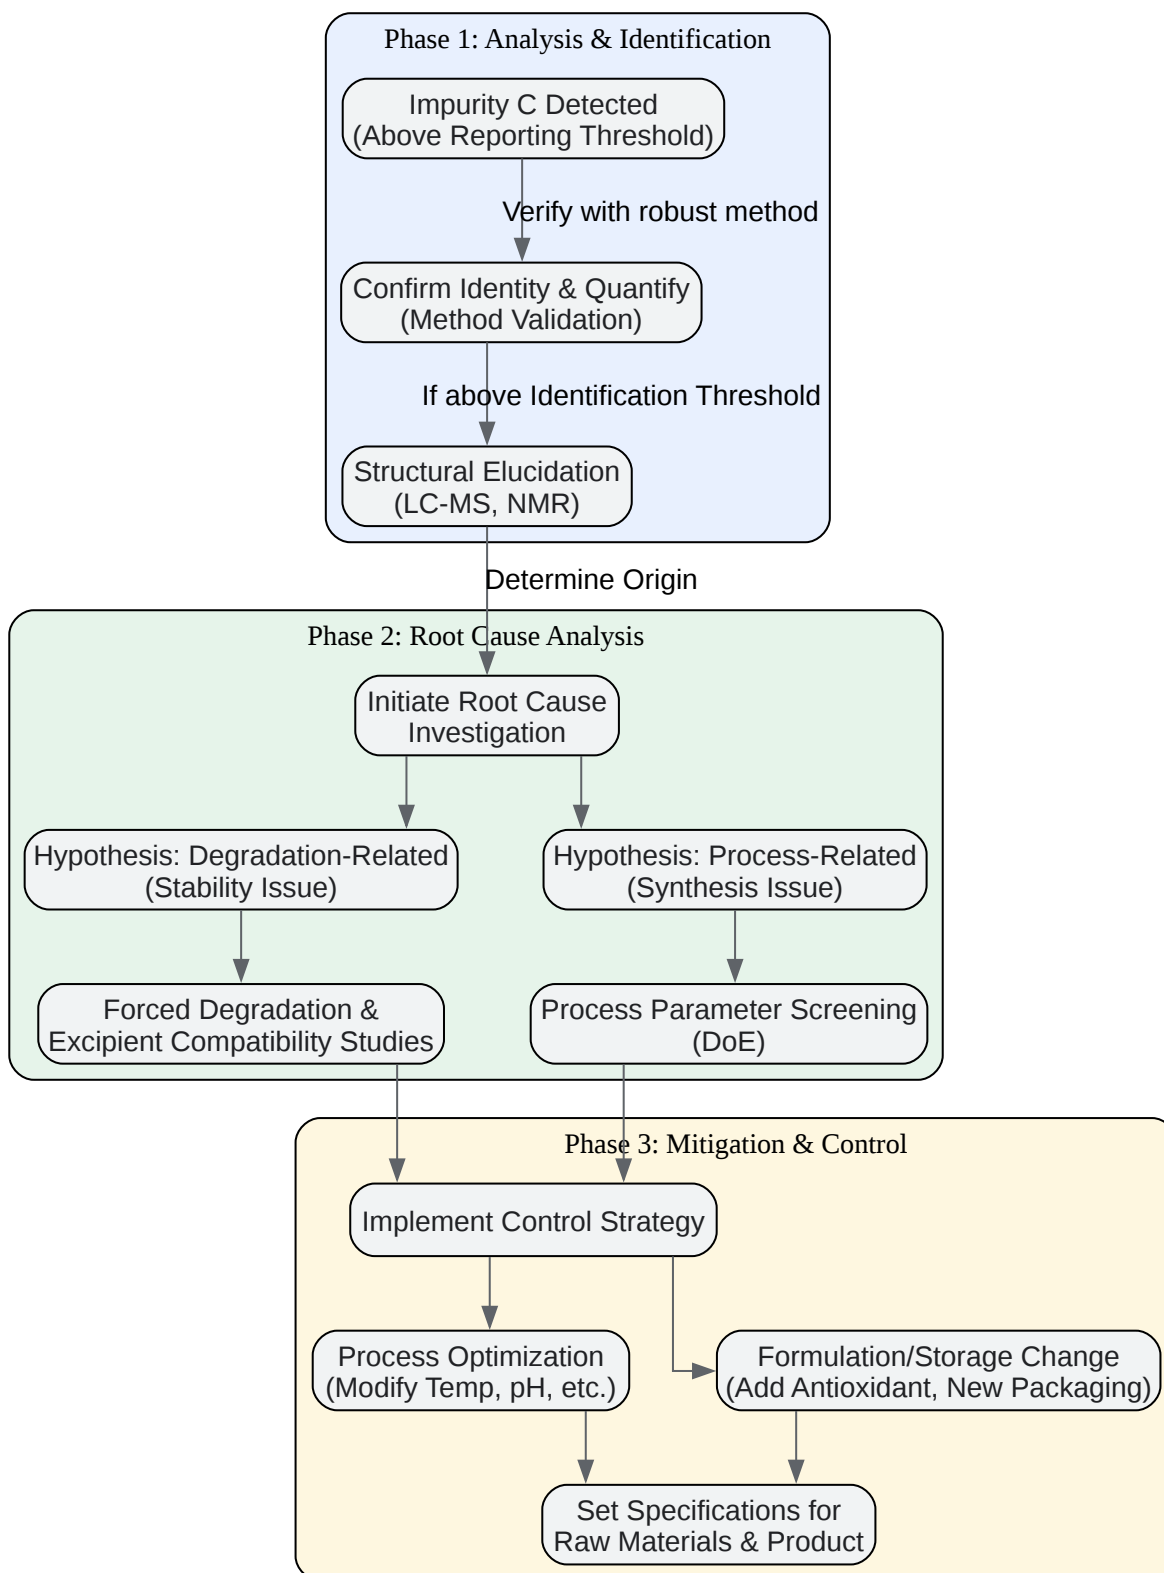 Phase 1: Analysis & Identification
Impurity C Detected
(Above Reporting Threshold)
Verify with robust method
Confirm Identity & Quantify
(Method Validation)
If above Identification Threshold
Structural Elucidation
(LC-MS, NMR)
Determine Origin
Phase 2: Root Cause Analysis
Initiate Root Cause
Investigation
Hypothesis: Degradation-Related
(Stability Issue)
Hypothesis: Process-Related
(Synthesis Issue)
Forced Degradation &
Excipient Compatibility Studies
Process Parameter Screening
(DoE)
Phase 3: Mitigation & Control
Implement Control Strategy
Process Optimization
(Modify Temp, pH, etc.)
Formulation/Storage Change
(Add Antioxidant, New Packaging)
Set Specifications for
Raw Materials & Product